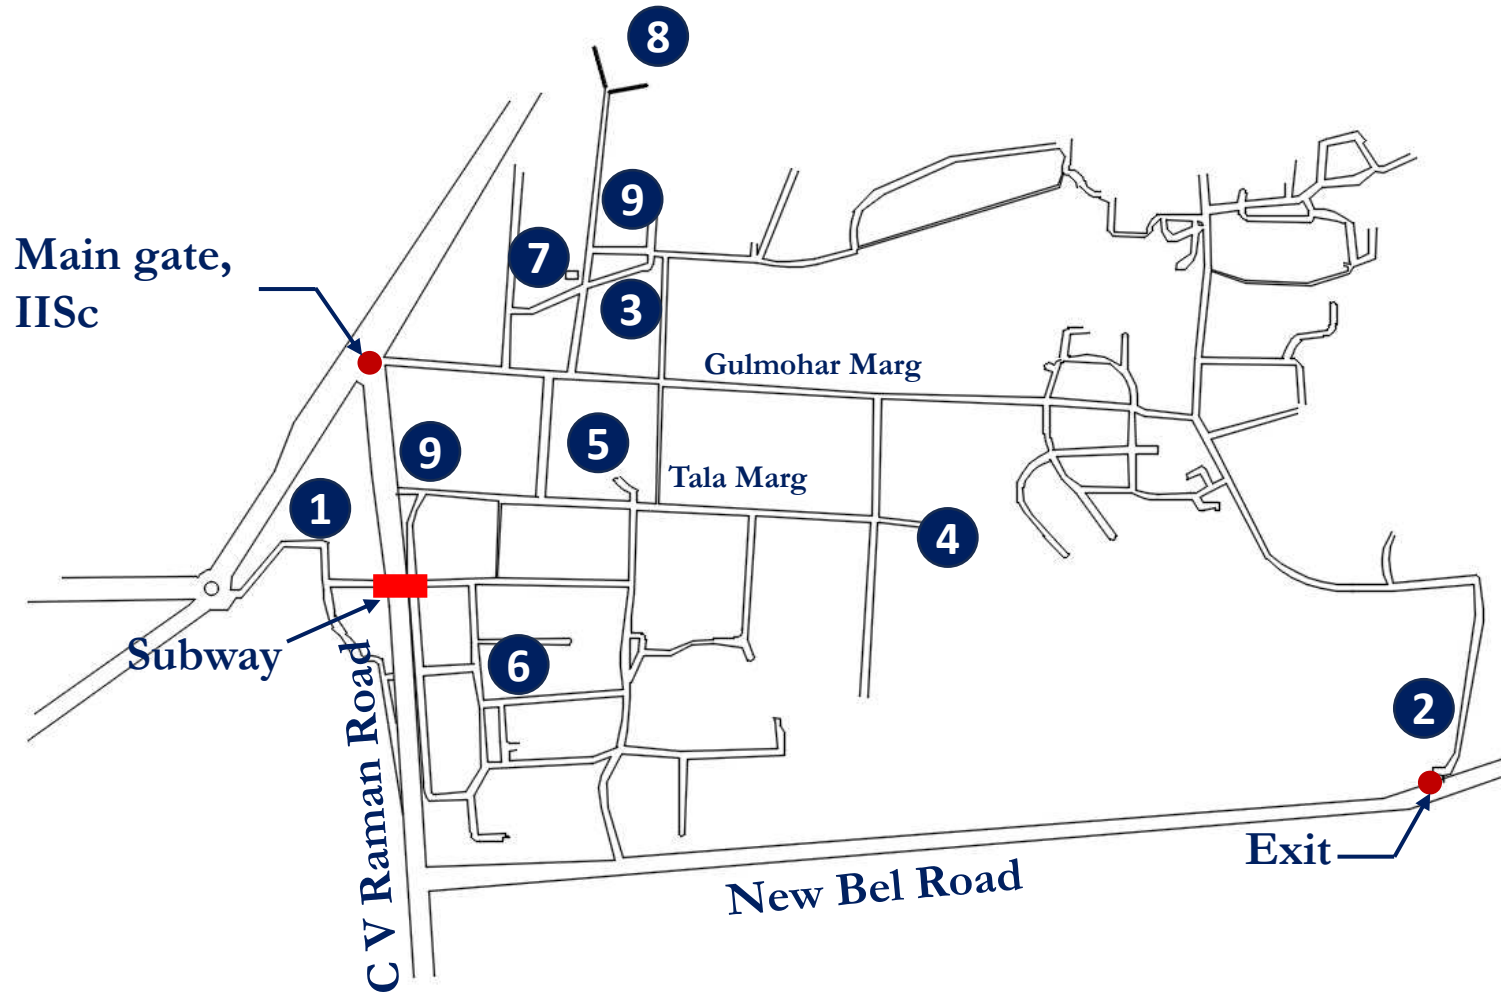 8
9
Main gate,
IISc
7
3
Gulmohar Marg
9
5
Tala Marg
1
4
Subway
6
C V Raman Road
2
Exit
New Bel Road